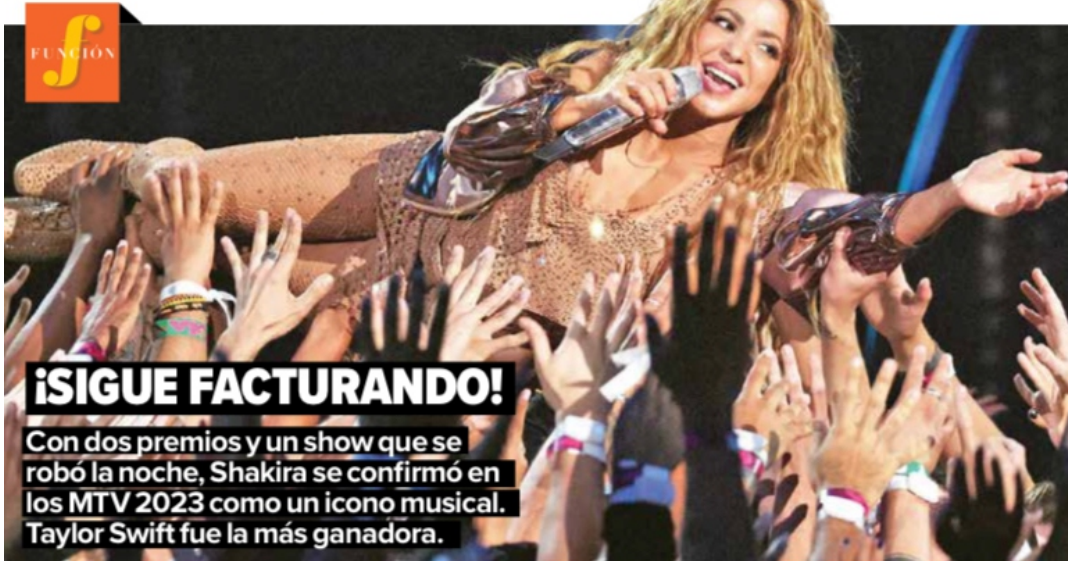 FUNCIÓN
¡SIGUE FACTURANDO!
Con dos premios y un show que se
robó la noche, Shakira se confirmó en
los MTV 2023 como un icono musical.
Taylor Swift fue la más ganadora.